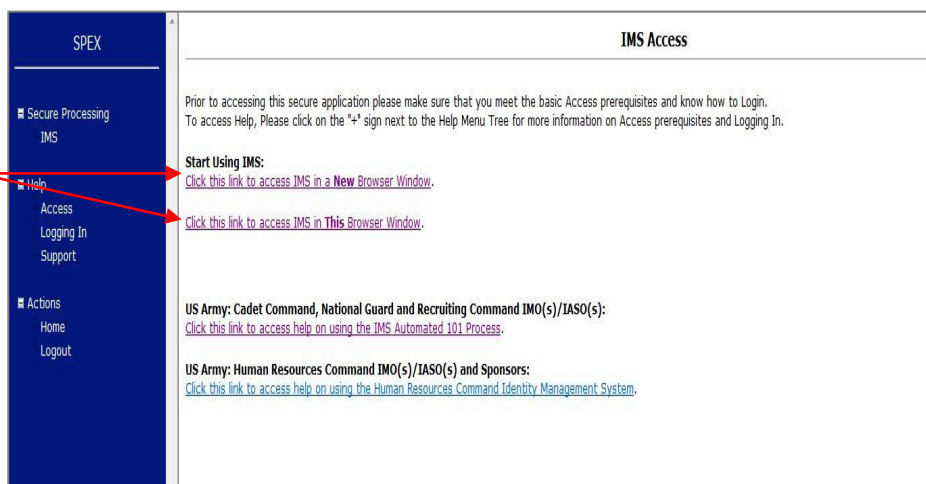 SPEX
Secure Processing
IMS
Help
Access
Logging In
Support
Actions
Home
Logout
IMS Access
Prior to accessing this secure application please make sure that you meet the basic Access prerequisites and know how to Login.
To access Help, Please click on the "+" sign next to the Help Menu Tree for more information on Access prerequisites and Logging In.
Start Using IMS:
Click this link to access IMS in a New Browser Window.
Click this link to access IMS in This Browser Window.
US Army: Cadet Command, National Guard and Recruiting Command IMO(s)/IASO(s):
Click this link to access help on using the IMS Automated 101 Process.
US Army: Human Resources Command IMO(s)/IASO(s) and Sponsors:
Click this link to access help on using the Human Resources Command Identity Management System.